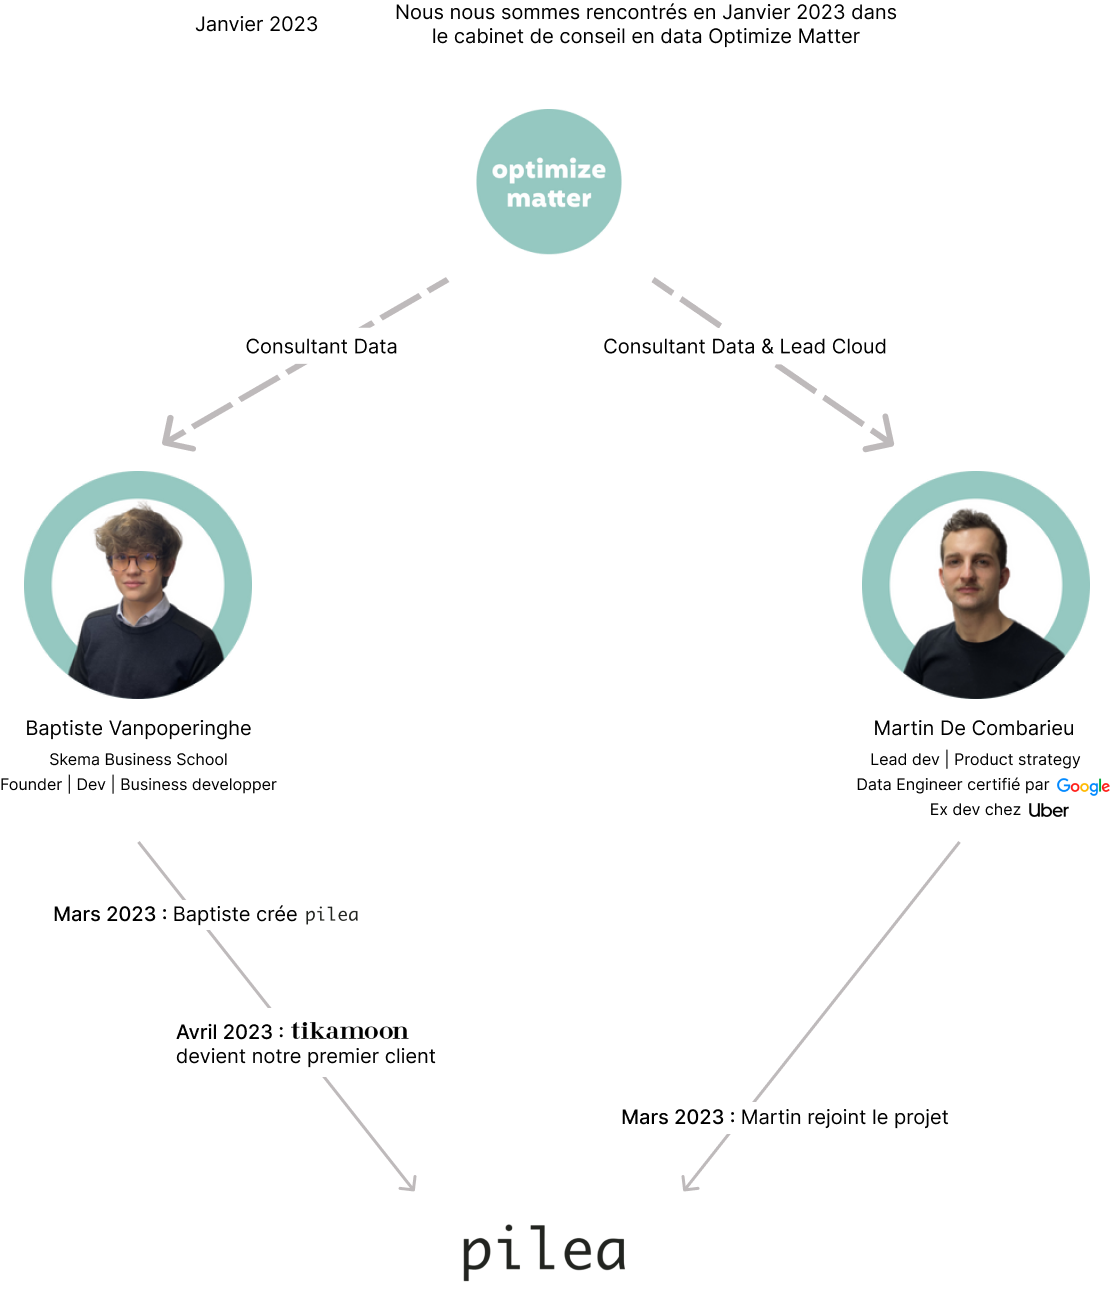 Janvier 2023
Nous nous sommes rencontrés en Janvier 2023 dans
le cabinet de conseil en data Optimize Matter
optimize
matter
Consultant Data
Consultant Data & Lead Cloud
Baptiste Vanpoperinghe
Skema Business School
Founder | Dev | Business developper
Martin De Combarieu
Lead dev | Product strategy
Data Engineer certifié par Google
Ex dev chez Uber
Mars 2023 : Baptiste crée pilea
Avril 2023 : tikamoon
devient notre premier client
Mars 2023 : Martin rejoint le projet
pilea